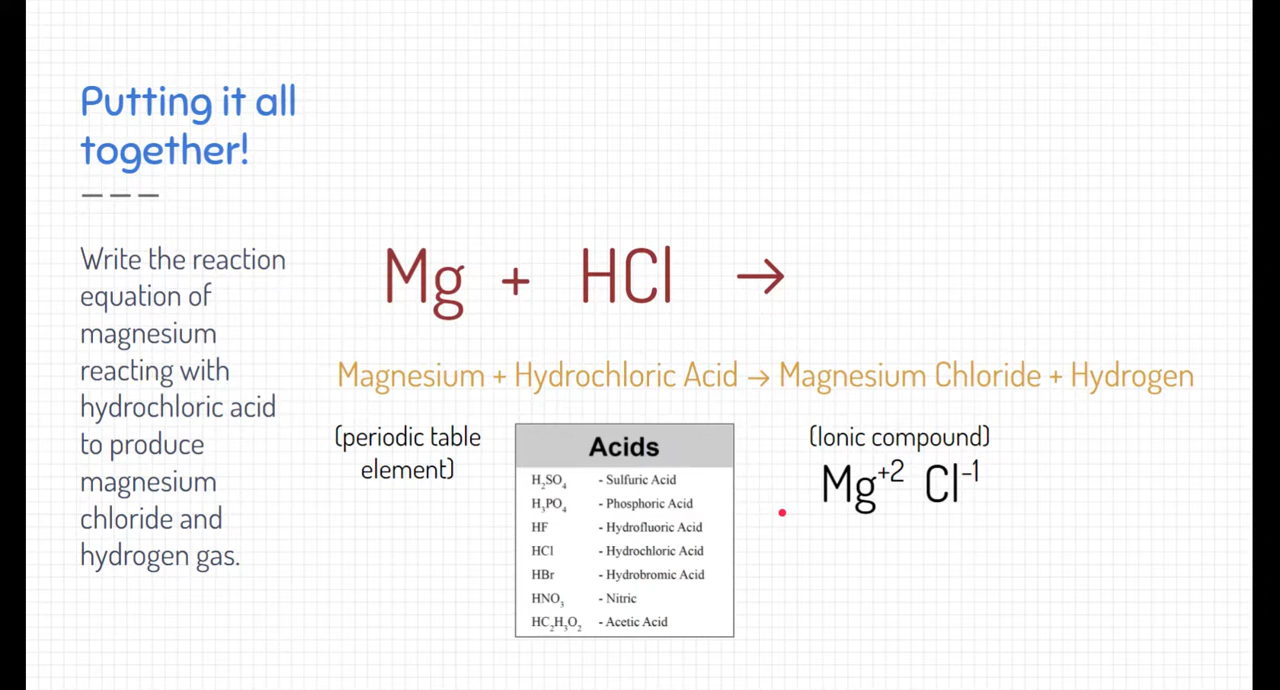 Putting it all
together!
Write the reaction
equation of
magnesium
reacting with
hydrochloric acid
to produce
magnesium
chloride and
hydrogen gas.
Mg + HCl →
Magnesium + Hydrochloric Acid → Magnesium Chloride + Hydrogen
(periodic table
element)
Acids
H₂SO₄ - Sulfuric Acid
H₃PO₄ - Phosphoric Acid
HF - Hydrofluoric Acid
HCl - Hydrochloric Acid
HBr - Hydrobromic Acid
HNO₃ - Nitric
HC₂H₃O₂ - Acetic Acid
(Ionic compound)
Mg⁺² Cl⁻¹